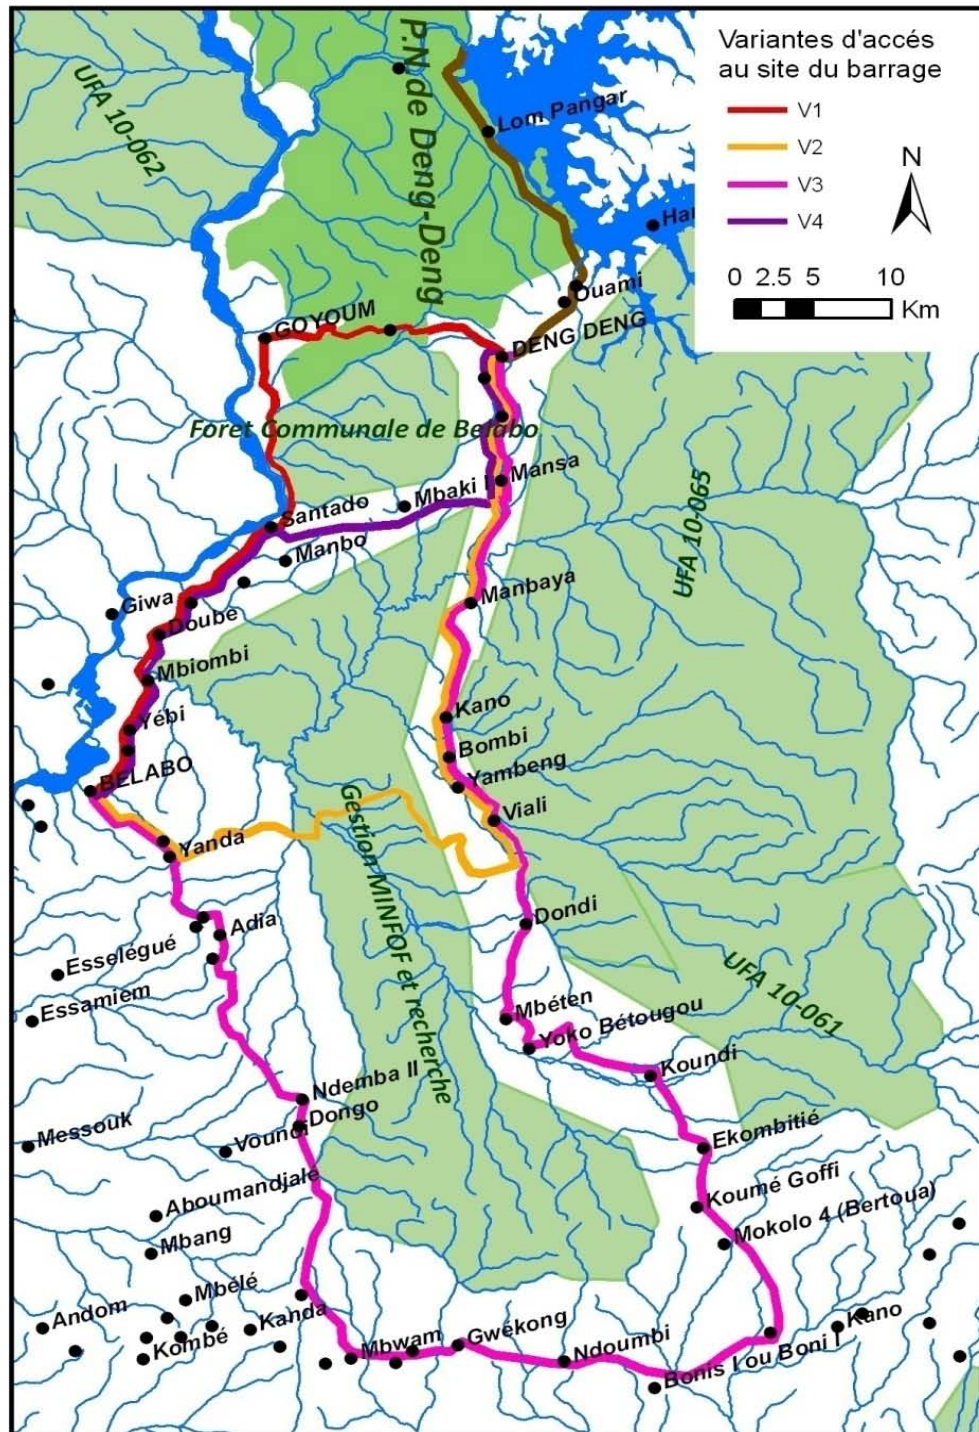 Variantes d'accés
au site du barrage
V1
V2
V3
V4
N
0 2.5 5 10
Km
UFA 10-062
P.N de Deng-Deng
Lom Pangar
Ouami
GOYOUM
DENG DENG
Foret Communale de Belabo
Mansa
Mbaki
Santado
Manbo
UFA 10-065
Giwa
Manbaya
Doube
Mbiombi
Kano
Yébi
Bombi
BELABO
Yambeng
Viali
Gestion MINFOF et recherche
Yanda
Dondi
Adia
Esselégué
UFA 10-061
Essamiem
Mbéten
Yoko Bétougou
Koundi
Ndemba II
Dongo
Messouk
Ekombitié
Aboumandjalé
Koumé Goffi
Mokolo 4 (Bertoua)
Mbang
Mbélé
Andom
Kanda
Kano
Kombé
Mbwam
Gwékong
Ndoumbi
Bonis I ou Boni I